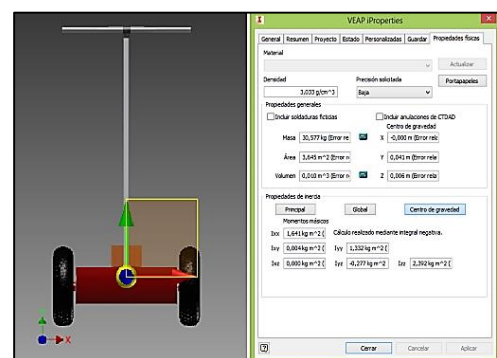 VEAP iProperties
General Resumen Proyecto Estado Personalizadas Guardar Propiedades físicas
Material
Actualizar
Densidad Precisión solicitada
Portapapeles
3,033 g/cm^3 Baja
Propiedades generales
Incluir soldaduras ficticias Incluir anulaciones de CTDAD
Centro de gravedad
Masa 30,577 kg (Error re X -0,000 m (Error rela
Área 3,645 m^2 (Error Y 0,041 m (Error rela
Volumen 0,010 m^3 (Error Z 0,006 m (Error rela
Propiedades de inercia
Principal Global Centro de gravedad
Momentos másicos
Ixx 1,641 kg m^2 ( Cálculo realizado mediante integral negativa.
Ixy 0,004 kg m^2 ( Iyy 1,332 kg m^2 (
Ixz 0,000 kg m^2 ( Iyz -0,277 kg m^2 Izz 2,392 kg m^2 (
Cerrar Cancelar Aplicar
X